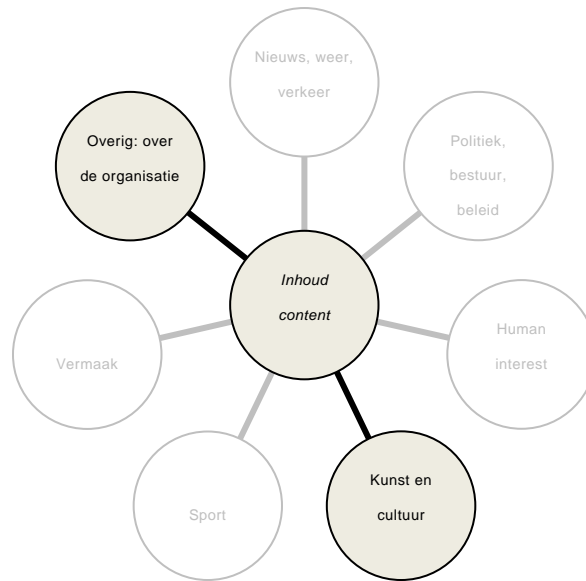 Nieuws, weer,
verkeer
Overig: over
de organisatie
Politiek,
bestuur,
beleid
Inhoud
content
Vermaak
Human
interest
Sport
Kunst en
cultuur